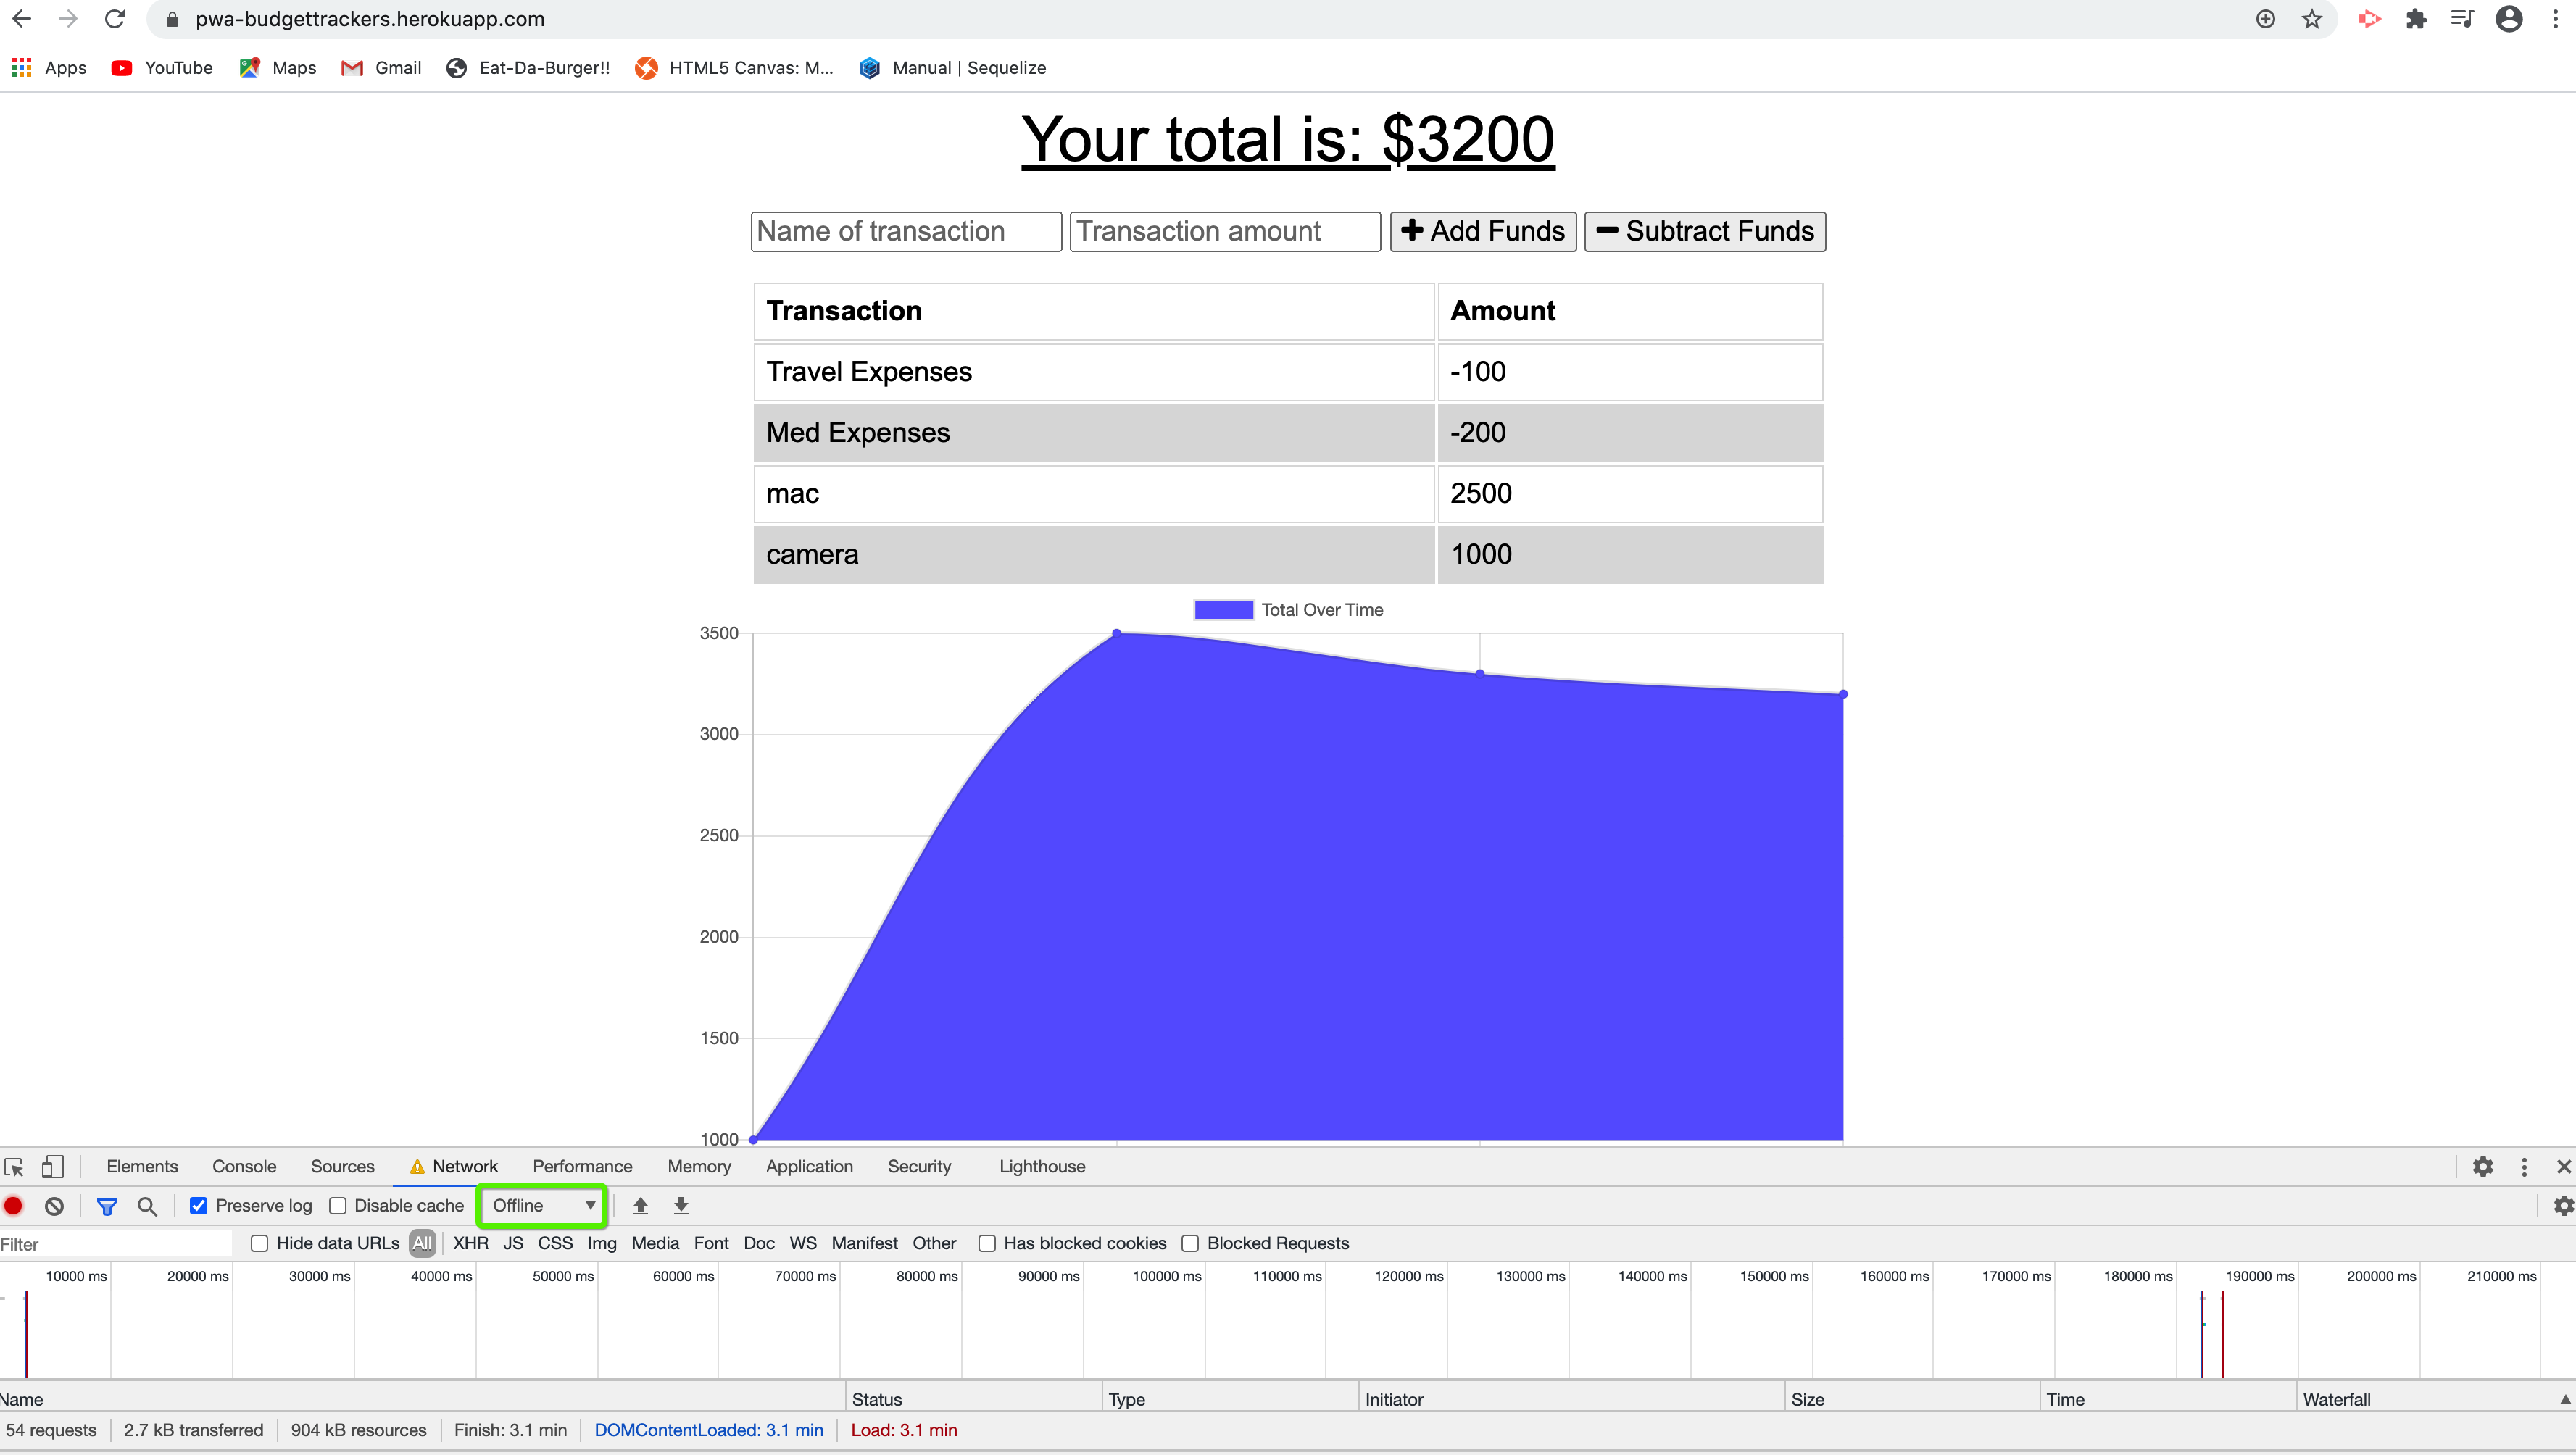 pwa-budgettrackers.herokuapp.com
Apps YouTube Maps Gmail Eat-Da-Burger!! HTML5 Canvas: M... Manual | Sequelize
Your total is: $3200
Name of transaction Transaction amount Add Funds Subtract Funds
Transaction Amount
Travel Expenses -100
Med Expenses -200
mac 2500
camera 1000
Total Over Time
3500
3000
2500
2000
1500
1000
Elements Console Sources Network Performance Memory Application Security Lighthouse
Preserve log Disable cache Offline
Filter Hide data URLs All XHR JS CSS Img Media Font Doc WS Manifest Other Has blocked cookies Blocked Requests
10000 ms 20000 ms 30000 ms 40000 ms 50000 ms 60000 ms 70000 ms 80000 ms 90000 ms 100000 ms 110000 ms 120000 ms 130000 ms 140000 ms 150000 ms 160000 ms 170000 ms 180000 ms 190000 ms 200000 ms 210000 ms
Name Status Type Initiator Size Time Waterfall
54 requests 2.7 kB transferred 904 kB resources Finish: 3.1 min DOMContentLoaded: 3.1 min Load: 3.1 min